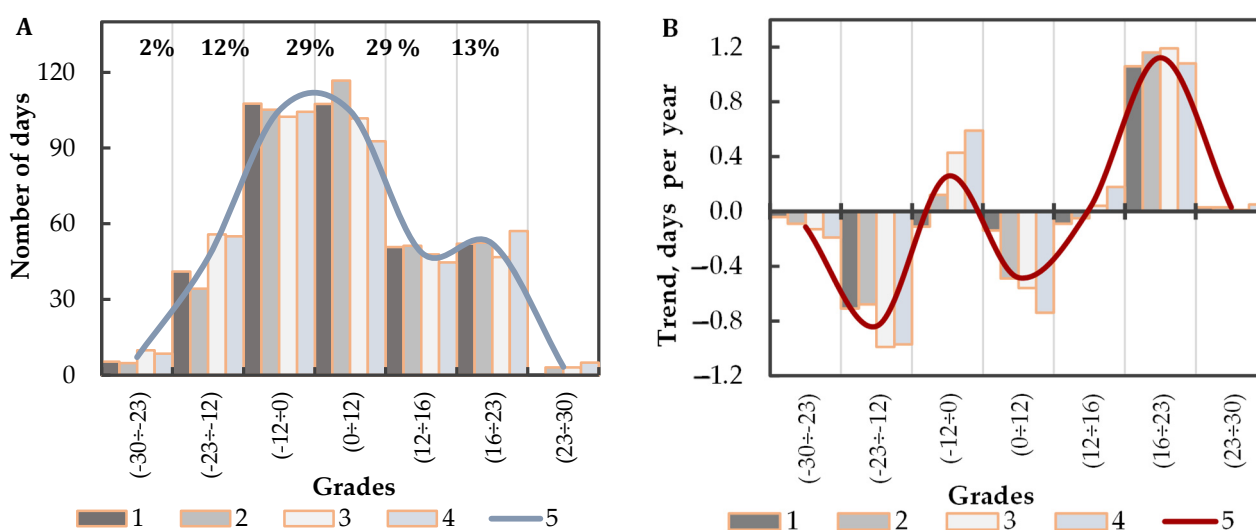 A
2% 12% 29% 29 % 13%
Nomber of days
120
90
60
30
0
(-30÷-23)
(-23÷-12)
(-12÷0)
(0÷12)
(12÷16)
(16÷23)
(23÷30)
Grades
1 2 3 4 5
B
Trend, days per year
1.2
0.8
0.4
0.0
−0.4
−0.8
−1.2
(-30÷-23)
(-23÷-12)
(-12÷0)
(0÷12)
(12÷16)
(16÷23)
(23÷30)
Grades
1 2 3 4 5